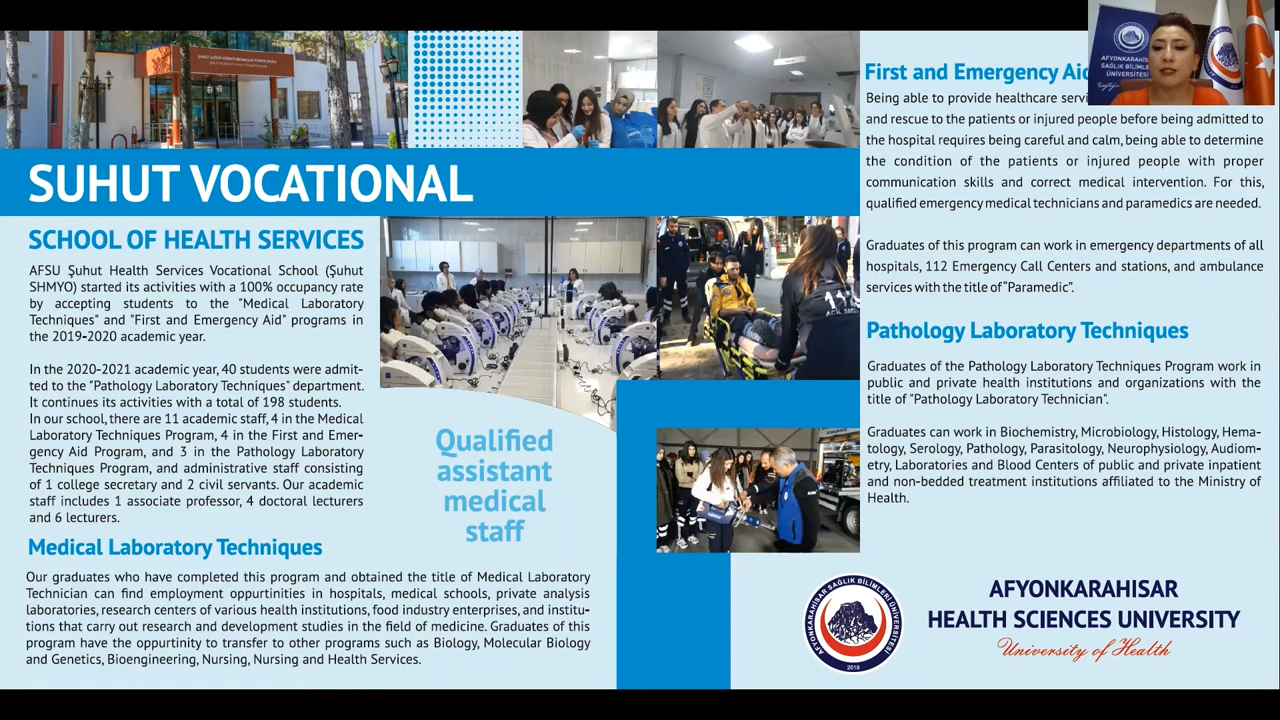 SUHUT VOCATIONAL
SCHOOL OF HEALTH SERVICES
AFSU Şuhut Health Services Vocational School (Şuhut
SHMYO) started its activities with a 100% occupancy rate
by accepting students to the "Medical Laboratory
Techniques" and "First and Emergency Aid" programs in
the 2019-2020 academic year.
In the 2020-2021 academic year, 40 students were admit-
ted to the "Pathology Laboratory Techniques" department.
It continues its activities with a total of 198 students.
In our school, there are 11 academic staff, 4 in the Medical
Laboratory Techniques Program, 4 in the First and Emer-
gency Aid Program, and 3 in the Pathology Laboratory
Techniques Program, and administrative staff consisting
of 1 college secretary and 2 civil servants. Our academic
staff includes 1 associate professor, 4 doctoral lecturers
and 6 lecturers.
Qualified
assistant
medical
staff
Medical Laboratory Techniques
Our graduates who have completed this program and obtained the title of Medical Laboratory
Technician can find employment oppurtinities in hospitals, medical schools, private analysis
laboratories, research centers of various health institutions, food industry enterprises, and institu-
tions that carry out research and development studies in the field of medicine. Graduates of this
program have the oppurtinity to transfer to other programs such as Biology, Molecular Biology
and Genetics, Bioengineering, Nursing, Nursing and Health Services.
First and Emergency Aid
Being able to provide healthcare servi
and rescue to the patients or injured people before being admitted to
the hospital requires being careful and calm, being able to determine
the condition of the patients or injured people with proper
communication skills and correct medical intervention. For this,
qualified emergency medical technicians and paramedics are needed.
Graduates of this program can work in emergency departments of all
hospitals, 112 Emergency Call Centers and stations, and ambulance
services with the title of "Paramedic".
Pathology Laboratory Techniques
Graduates of the Pathology Laboratory Techniques Program work in
public and private health institutions and organizations with the
title of "Pathology Laboratory Technician".
Graduates can work in Biochemistry, Microbiology, Histology, Hema-
tology, Serology, Pathology, Parasitology, Neurophysiology, Audiom-
etry, Laboratories and Blood Centers of public and private inpatient
and non-bedded treatment institutions affiliated to the Ministry of
Health.
AFYONKARAHİSAR SAĞLIK BİLİMLERİ ÜNİVERSİTESİ
2018
AFYONKARAHISAR
HEALTH SCIENCES UNIVERSITY
University of Health
AFYONKARAHİS
SAĞLIK BİLİML
ÜNİVERSİTESİ